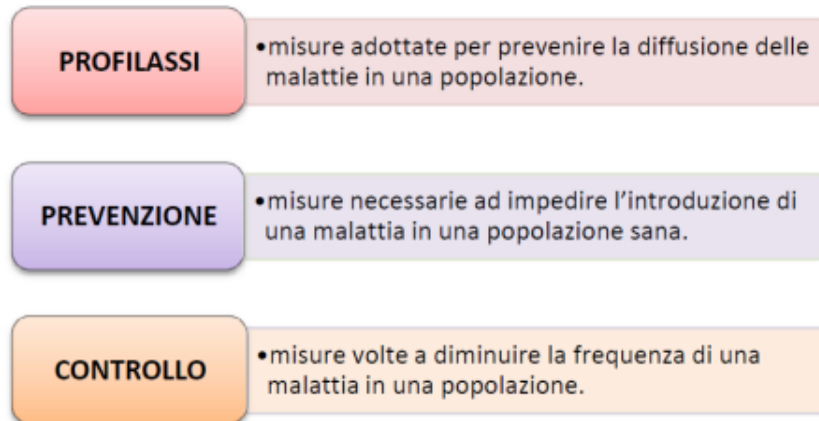 PROFILASSI
•misure adottate per prevenire la diffusione delle
malattie in una popolazione.
PREVENZIONE
•misure necessarie ad impedire l'introduzione di
una malattia in una popolazione sana.
CONTROLLO
•misure volte a diminuire la frequenza di una
malattia in una popolazione.